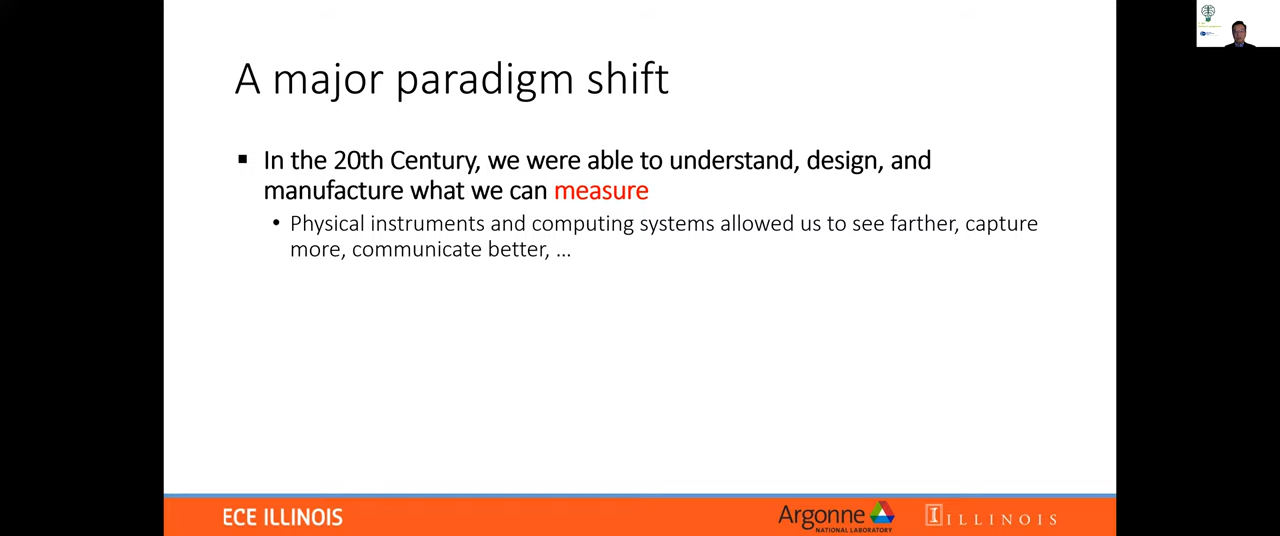 A major paradigm shift
▪ In the 20th Century, we were able to understand, design, and
manufacture what we can measure
• Physical instruments and computing systems allowed us to see farther, capture
more, communicate better, …
ECE ILLINOIS
Argonne
NATIONAL LABORATORY
I ILLINOIS